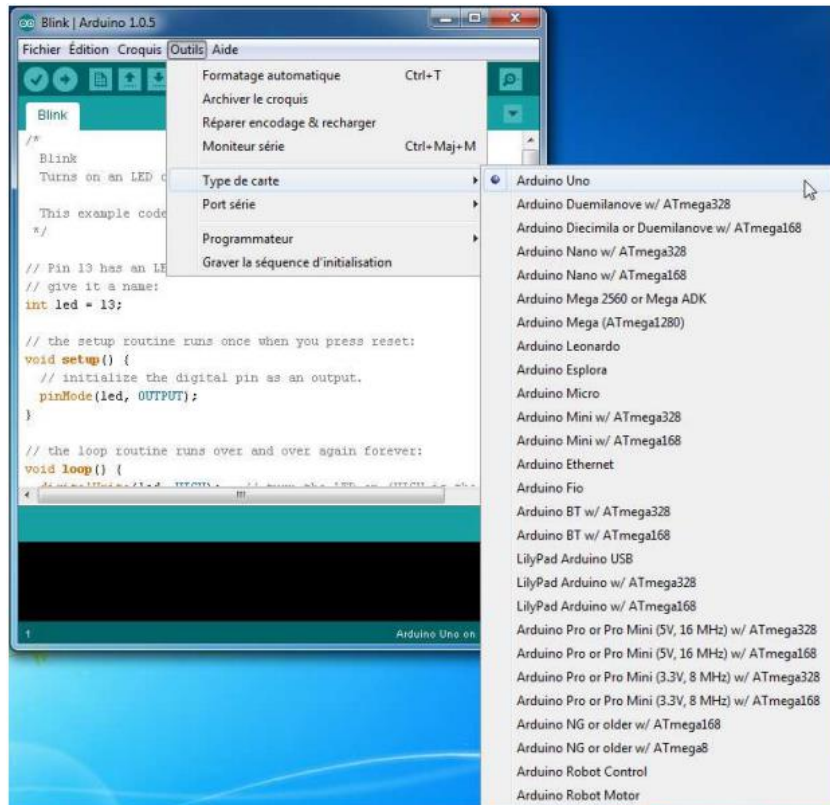 Blink | Arduino 1.0.5
Fichier Édition Croquis Outils Aide
Formatage automatique Ctrl+T
Archiver le croquis
Réparer encodage & recharger
Moniteur série Ctrl+Maj+M
Type de carte
Port série
Programmateur
Graver la séquence d'initialisation
Blink
/*
Blink
Turns on an LED
This example code
*/
// Pin 13 has an LE
// give it a name:
int led = 13;
// the setup routine runs once when you press reset:
void setup() {
// initialize the digital pin as an output.
pinMode(led, OUTPUT);
}
// the loop routine runs over and over again forever:
void loop() {
1
Arduino Uno on
Arduino Uno
Arduino Duemilanove w/ ATmega328
Arduino Diecimila or Duemilanove w/ ATmega168
Arduino Nano w/ ATmega328
Arduino Nano w/ ATmega168
Arduino Mega 2560 or Mega ADK
Arduino Mega (ATmega1280)
Arduino Leonardo
Arduino Esplora
Arduino Micro
Arduino Mini w/ ATmega328
Arduino Mini w/ ATmega168
Arduino Ethernet
Arduino Fio
Arduino BT w/ ATmega328
Arduino BT w/ ATmega168
LilyPad Arduino USB
LilyPad Arduino w/ ATmega328
LilyPad Arduino w/ ATmega168
Arduino Pro or Pro Mini (5V, 16 MHz) w/ ATmega328
Arduino Pro or Pro Mini (5V, 16 MHz) w/ ATmega168
Arduino Pro or Pro Mini (3.3V, 8 MHz) w/ ATmega328
Arduino Pro or Pro Mini (3.3V, 8 MHz) w/ ATmega168
Arduino NG or older w/ ATmega168
Arduino NG or older w/ ATmega8
Arduino Robot Control
Arduino Robot Motor